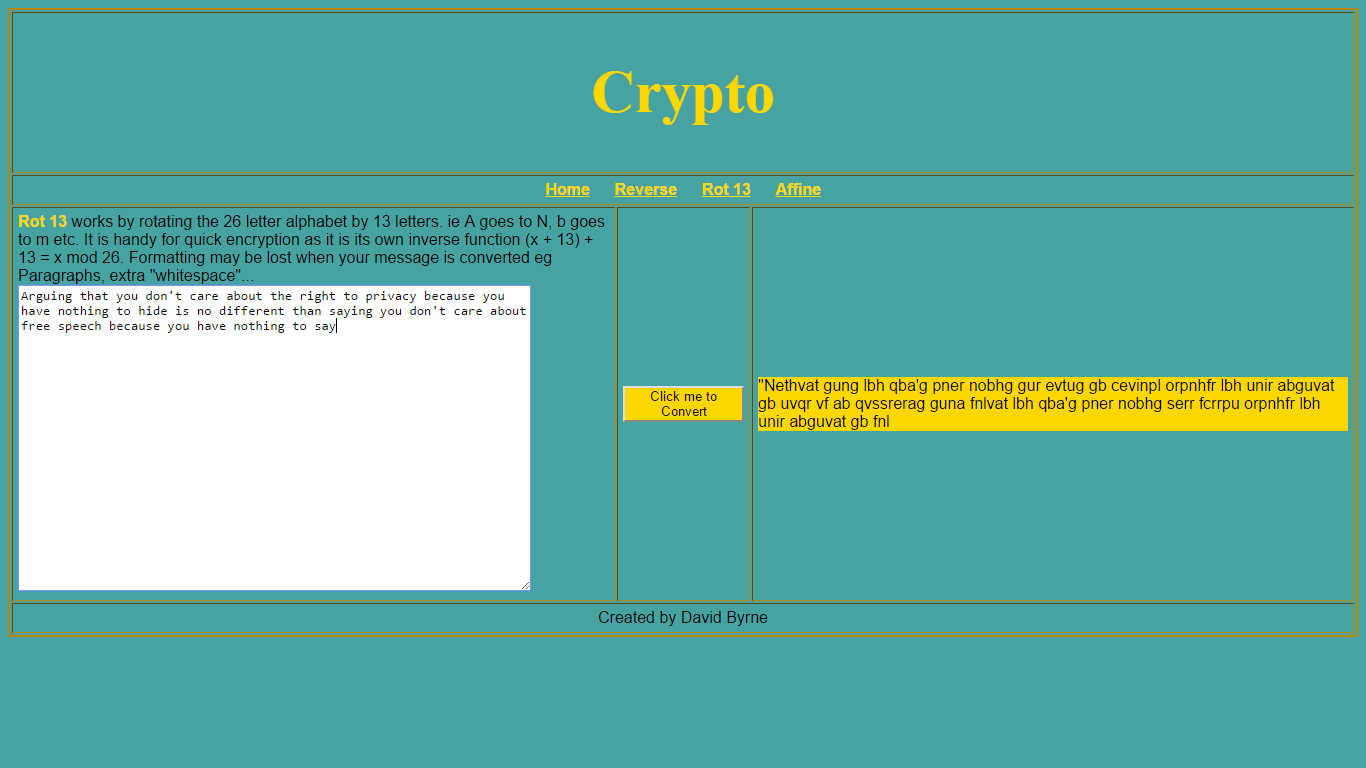 Crypto
Home Reverse Rot 13 Affine
Rot 13 works by rotating the 26 letter alphabet by 13 letters. ie A goes to N, b goes
to m etc. It is handy for quick encryption as it is its own inverse function (x + 13) +
13 = x mod 26. Formatting may be lost when your message is converted eg
Paragraphs, extra "whitespace"...
Arguing that you don't care about the right to privacy because you
have nothing to hide is no different than saying you don't care about
free speech because you have nothing to say
Click me to
Convert
"Nethvat gung lbh qba'g pner nobhg gur evtug gb cevinpl orpnhfr lbh unir abguvat
gb uvqr vf ab qvssrerag guna fnlvat lbh qba'g pner nobhg serr fcrrpu orpnhfr lbh
unir abguvat gb fnl
Created by David Byrne